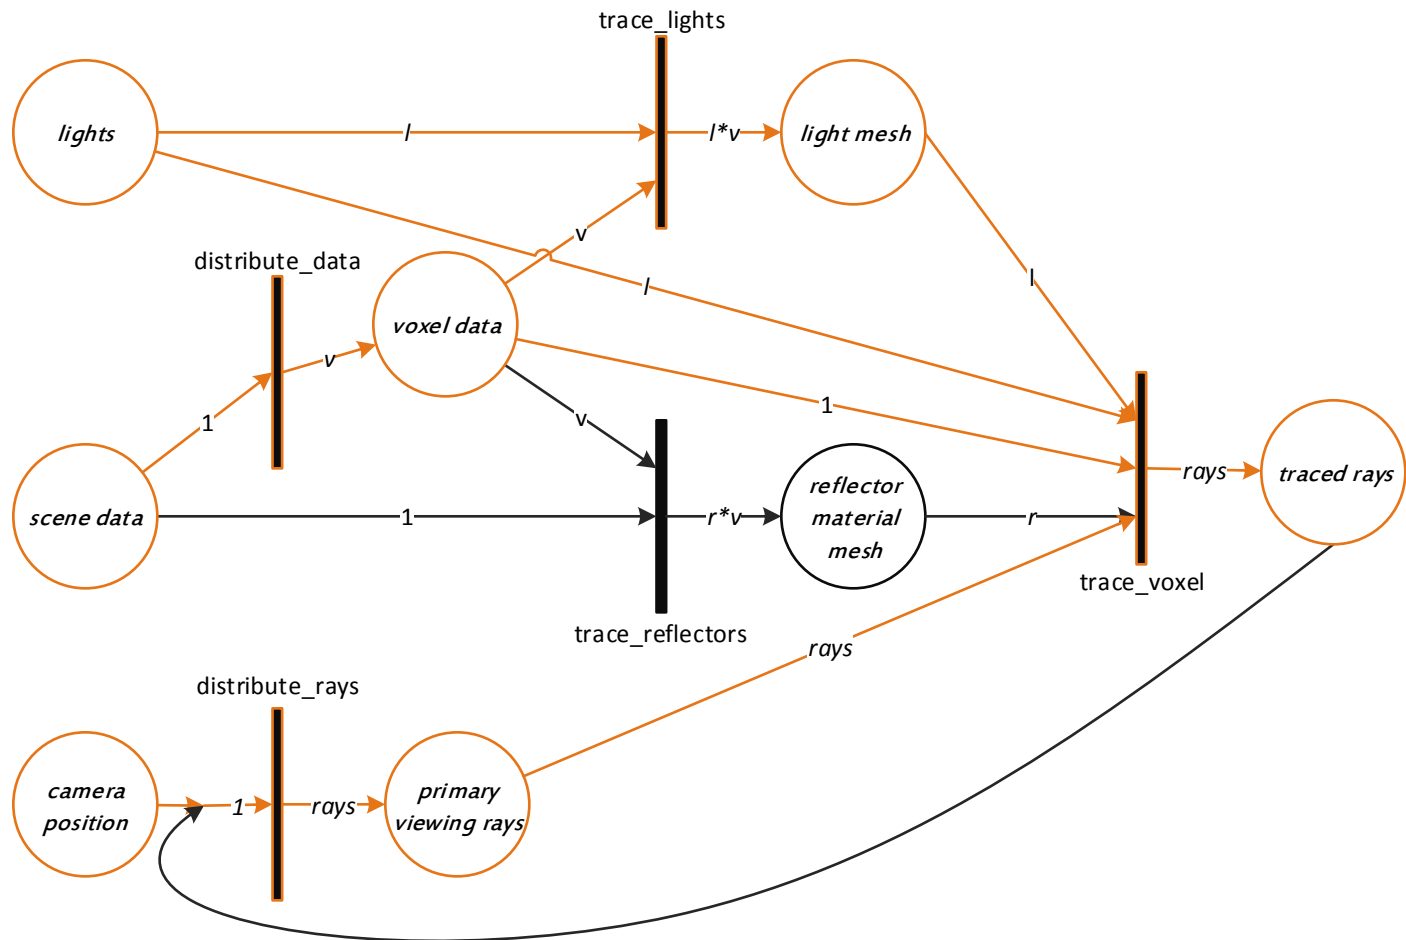 trace_lights
lights
l
l*v
light mesh
v
distribute_data
l
l
v
voxel data
1
1
v
scene data
1
r*v
reflector
material
mesh
r
rays
traced rays
trace_voxel
trace_reflectors
rays
distribute_rays
camera
position
1
rays
primary
viewing rays